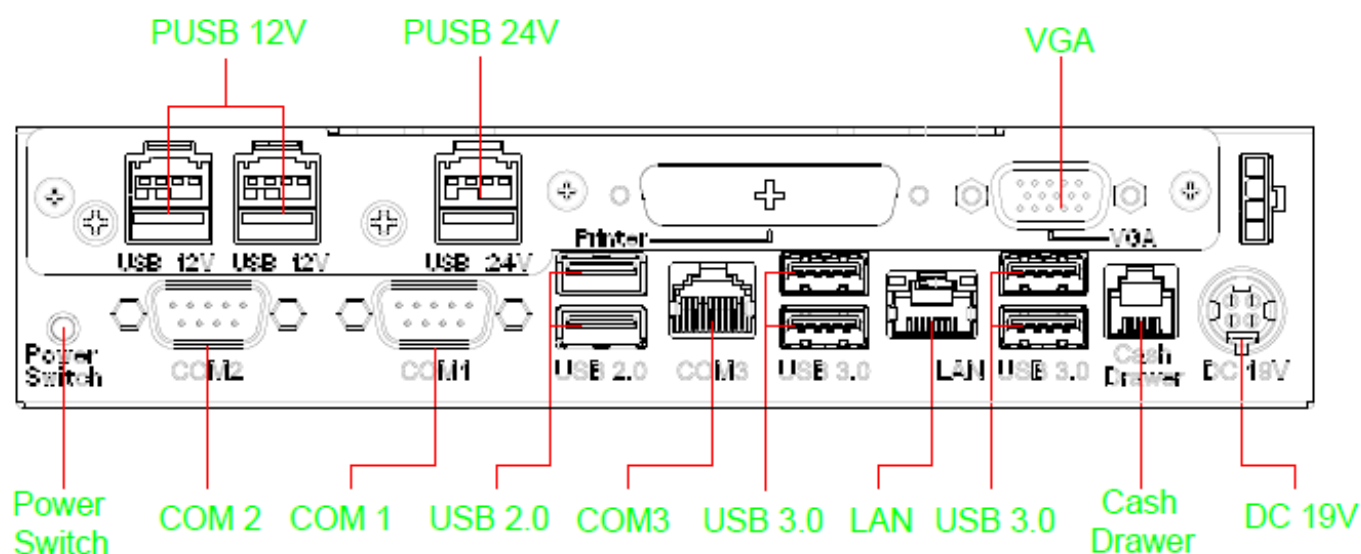 PUSB 12V PUSB 24V VGA
Printer VGA
USB 12V USB 12V USB 24V
Power
Switch
COM2 COM1 USB 2.0 COM3 USB 3.0 LAN USB 3.0
Cash
Drawer
DC 19V
Power
Switch
COM 2 COM 1 USB 2.0 COM3 USB 3.0 LAN USB 3.0
Cash
Drawer
DC 19V